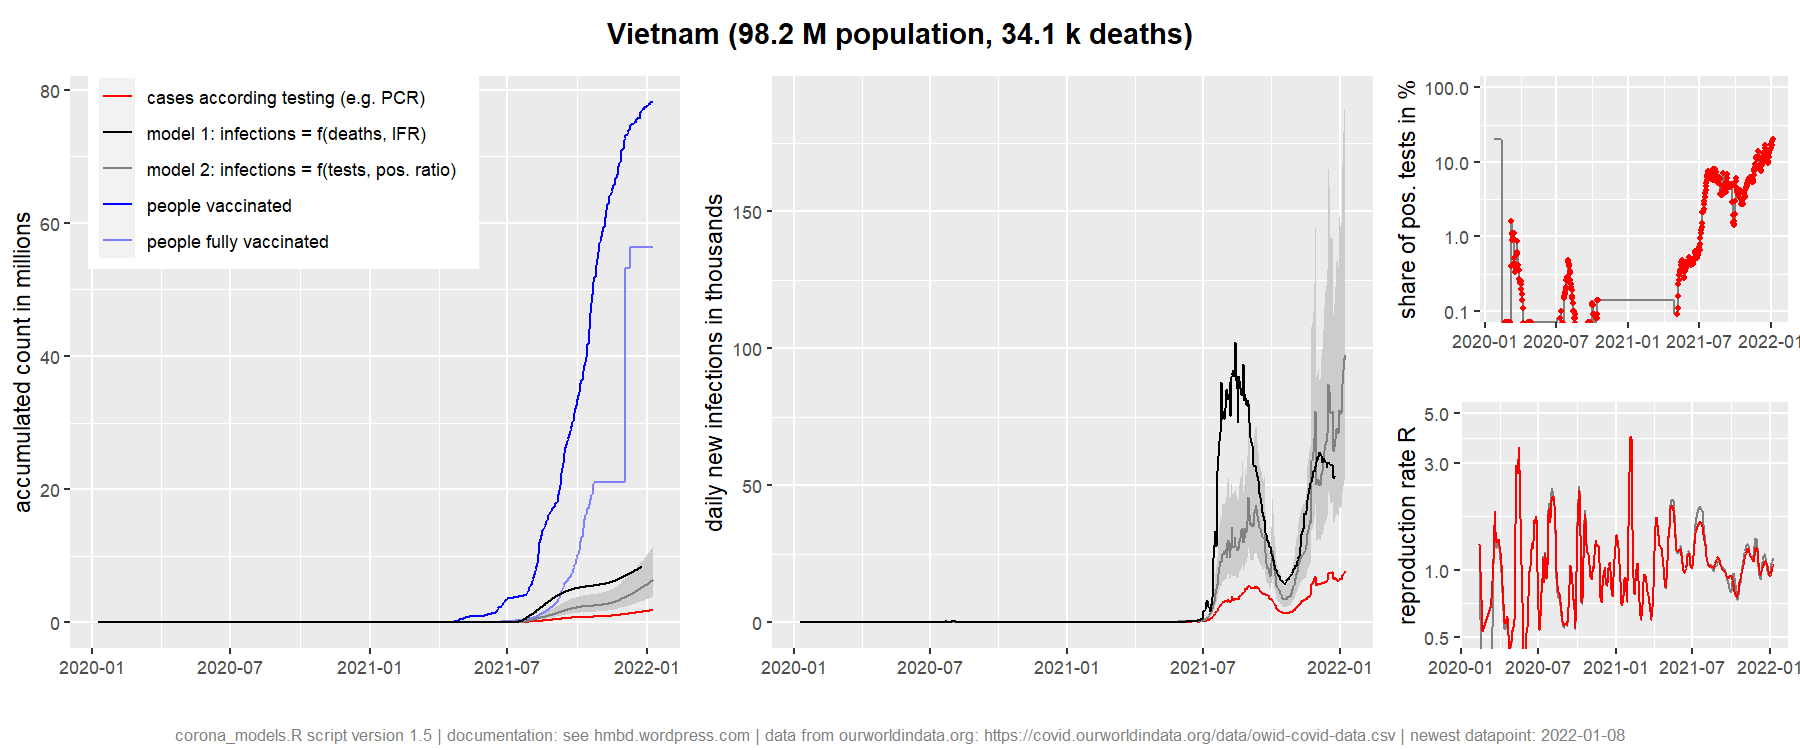 Vietnam (98.2 M population, 34.1 k deaths)
accumulated count in millions
80
60
40
20
0
2020-01 2020-07 2021-01 2021-07 2022-01
cases according testing (e.g. PCR)
model 1: infections = f(deaths, IFR)
model 2: infections = f(tests, pos. ratio)
people vaccinated
people fully vaccinated
daily new infections in thousands
150
100
50
0
2020-01 2020-07 2021-01 2021-07 2022-01
share of pos. tests in %
100.0
10.0
1.0
0.1
2020-01 2020-07 2021-01 2021-07 2022-01
reproduction rate R
5.0
3.0
1.0
0.5
2020-01 2020-07 2021-01 2021-07 2022-01
corona_models.R script version 1.5 | documentation: see hmbd.wordpress.com | data from ourworldindata.org: https://covid.ourworldindata.org/data/owid-covid-data.csv | newest datapoint: 2022-01-08